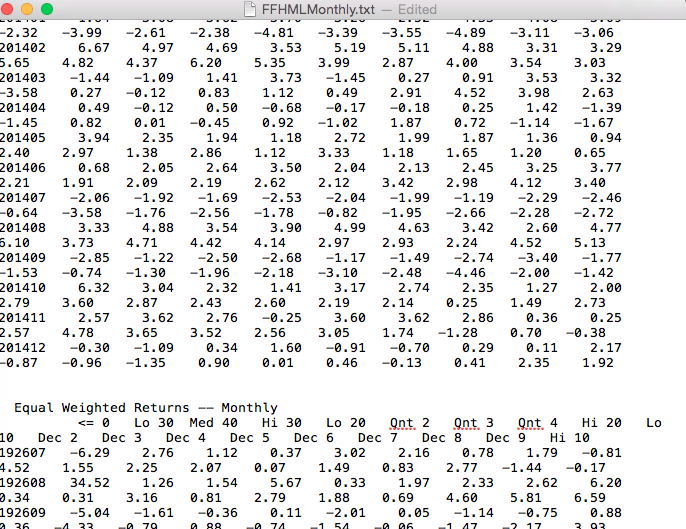 FFHMLMonthly.txt — Edited
201401
−2.32 −3.99 −2.61 −2.38 −4.81 −3.39 −3.55 −4.89 −3.11 −3.06
201402 6.67 4.97 4.69 3.53 5.19 5.11 4.88 3.31 3.29
5.65 4.82 4.37 6.20 5.35 3.99 2.87 4.00 3.54 3.03
201403 −1.44 −1.09 1.41 3.73 −1.45 0.27 0.91 3.53 3.32
−3.58 0.27 −0.12 0.83 1.12 0.49 2.91 4.52 3.98 2.63
201404 0.49 −0.12 0.50 −0.68 −0.17 −0.18 0.25 1.42 −1.39
−1.45 0.82 0.01 −0.45 0.92 −1.02 1.87 0.72 −1.14 −1.67
201405 3.94 2.35 1.94 1.18 2.72 1.99 1.87 1.36 0.94
2.40 2.97 1.38 2.86 1.12 3.33 1.18 1.65 1.20 0.65
201406 0.68 2.05 2.64 3.50 2.04 2.13 2.45 3.25 3.77
2.21 1.91 2.09 2.19 2.62 2.12 3.42 2.98 4.12 3.40
201407 −2.06 −1.92 −1.69 −2.53 −2.04 −1.99 −1.19 −2.29 −2.46
−0.64 −3.58 −1.76 −2.56 −1.78 −0.82 −1.95 −2.66 −2.28 −2.72
201408 3.33 4.88 3.54 3.90 4.99 4.63 3.42 2.60 4.77
6.10 3.73 4.71 4.42 4.14 2.97 2.93 2.24 4.52 5.13
201409 −2.85 −1.22 −2.50 −2.68 −1.17 −1.49 −2.74 −3.40 −1.77
−1.53 −0.74 −1.30 −1.96 −2.18 −3.10 −2.48 −4.46 −2.00 −1.42
201410 6.32 3.04 2.32 1.41 3.17 2.74 2.35 1.27 2.00
2.79 3.60 2.87 2.43 2.60 2.19 2.14 0.25 1.49 2.73
201411 2.57 3.62 2.76 −0.25 3.60 3.62 2.86 0.36 0.25
2.57 4.78 3.65 3.52 2.56 3.05 1.74 −1.28 0.70 −0.38
201412 −0.30 −1.09 0.34 1.60 −0.91 −0.70 0.29 0.11 2.17
−0.87 −0.96 −1.35 0.90 0.01 0.46 −0.13 0.41 2.35 1.92
Equal Weighted Returns −− Monthly
<= 0 Lo 30 Med 40 Hi 30 Lo 20 Qnt 2 Qnt 3 Qnt 4 Hi 20 Lo
10 Dec 2 Dec 3 Dec 4 Dec 5 Dec 6 Dec 7 Dec 8 Dec 9 Hi 10
192607 −6.29 2.76 1.12 0.37 3.02 2.16 0.78 1.79 −0.81
4.52 1.55 2.25 2.07 0.07 1.49 0.83 2.77 −1.44 −0.17
192608 34.52 1.26 1.54 5.67 0.33 1.97 2.33 2.62 6.20
0.34 0.31 3.16 0.81 2.79 1.88 0.69 4.60 5.81 6.59
192609 −5.04 −1.61 −0.36 0.11 −2.01 0.05 −1.14 −0.75 0.88
0.36 −4.33 −0.79 0.88 −0.74 −1.54 −0.06 −1.47 −2.17 3.93